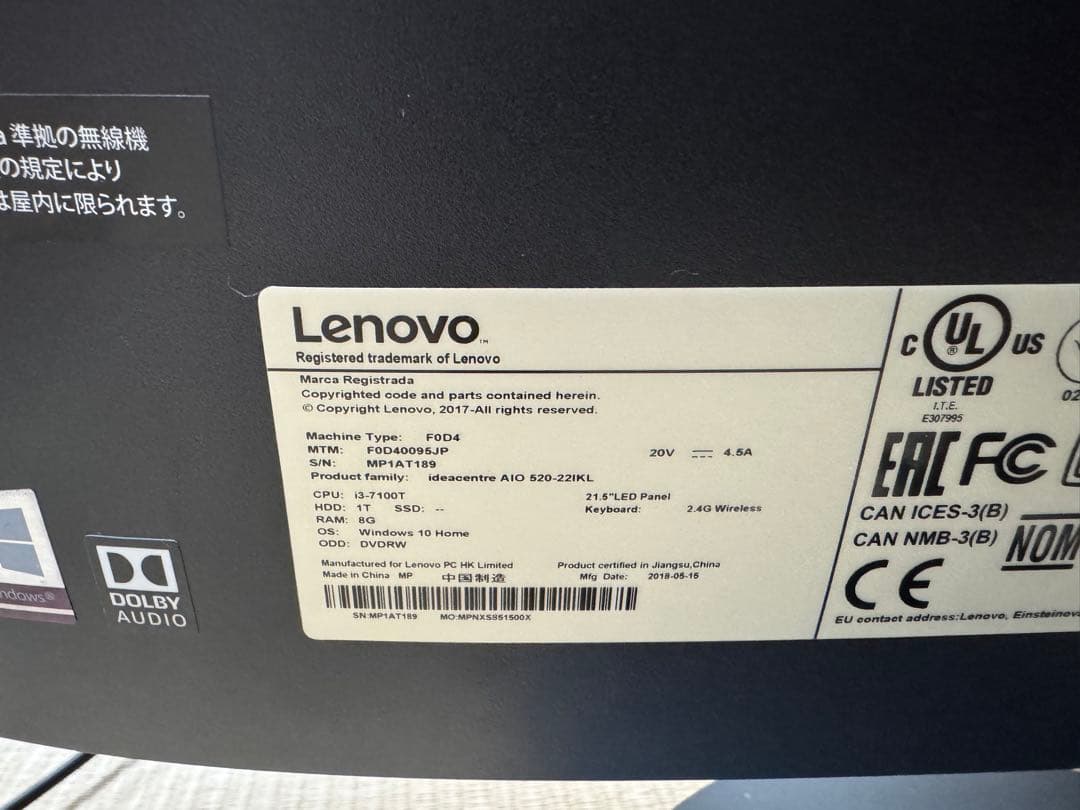 a 準拠の無線機
の規定により
は屋内に限られます。
Lenovo™
Registered trademark of Lenovo
Marca Registrada
Copyrighted code and parts contained herein.
© Copyright Lenovo, 2017-All rights reserved.
Machine Type: F0D4
MTM: F0D40095JP
20V 4.5A
S/N: MP1AT189
Product family: ideacentre AIO 520-22IKL
CPU: i3-7100T
21.5"LED Panel
HDD: 1T SSD: --
Keyboard: 2.4G Wireless
RAM: 8G
OS: Windows 10 Home
ODD: DVDRW
Manufactured for Lenovo PC HK Limited
Product certified in Jiangsu,China
Made in China MP 中国制造
Mfg Date: 2018-05-15
SN:MP1AT189 MO:MPNXS851500X
C UL® US
LISTED
I.T.E.
E307995
02
EAC FC
CAN ICES-3(B)
CAN NMB-3(B)
NOM
CE
EU contact address:Lenovo, Einsteinova
ndows®
DOLBY
AUDIO